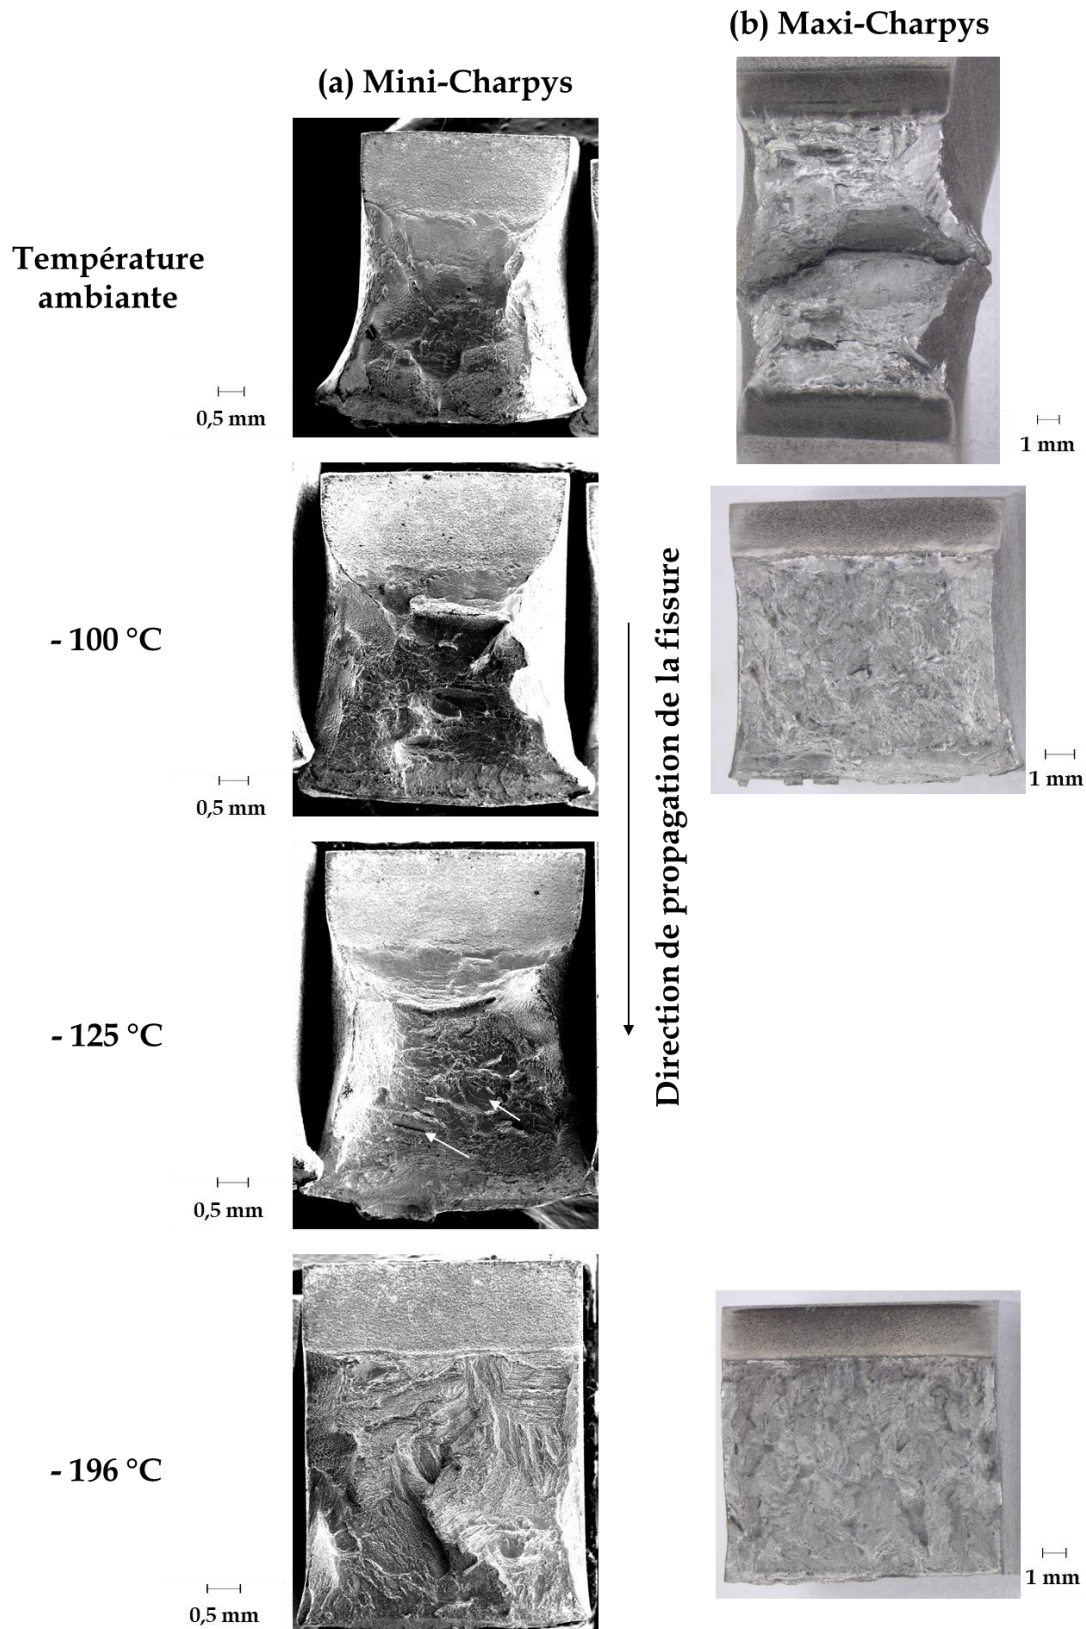 (b) Maxi-Charpys
(a) Mini-Charpys
Température
ambiante
0,5 mm
1 mm
- 100 °C
0,5 mm
1 mm
Direction de propagation de la fissure
- 125 °C
0,5 mm
- 196 °C
0,5 mm
1 mm